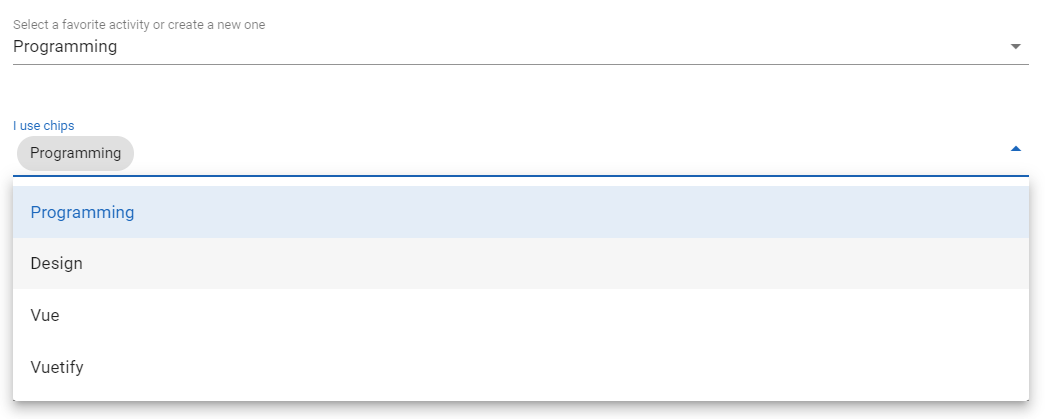 Select a favorite activity or create a new one
Programming
I use chips
Programming
Programming
Design
Vue
Vuetify